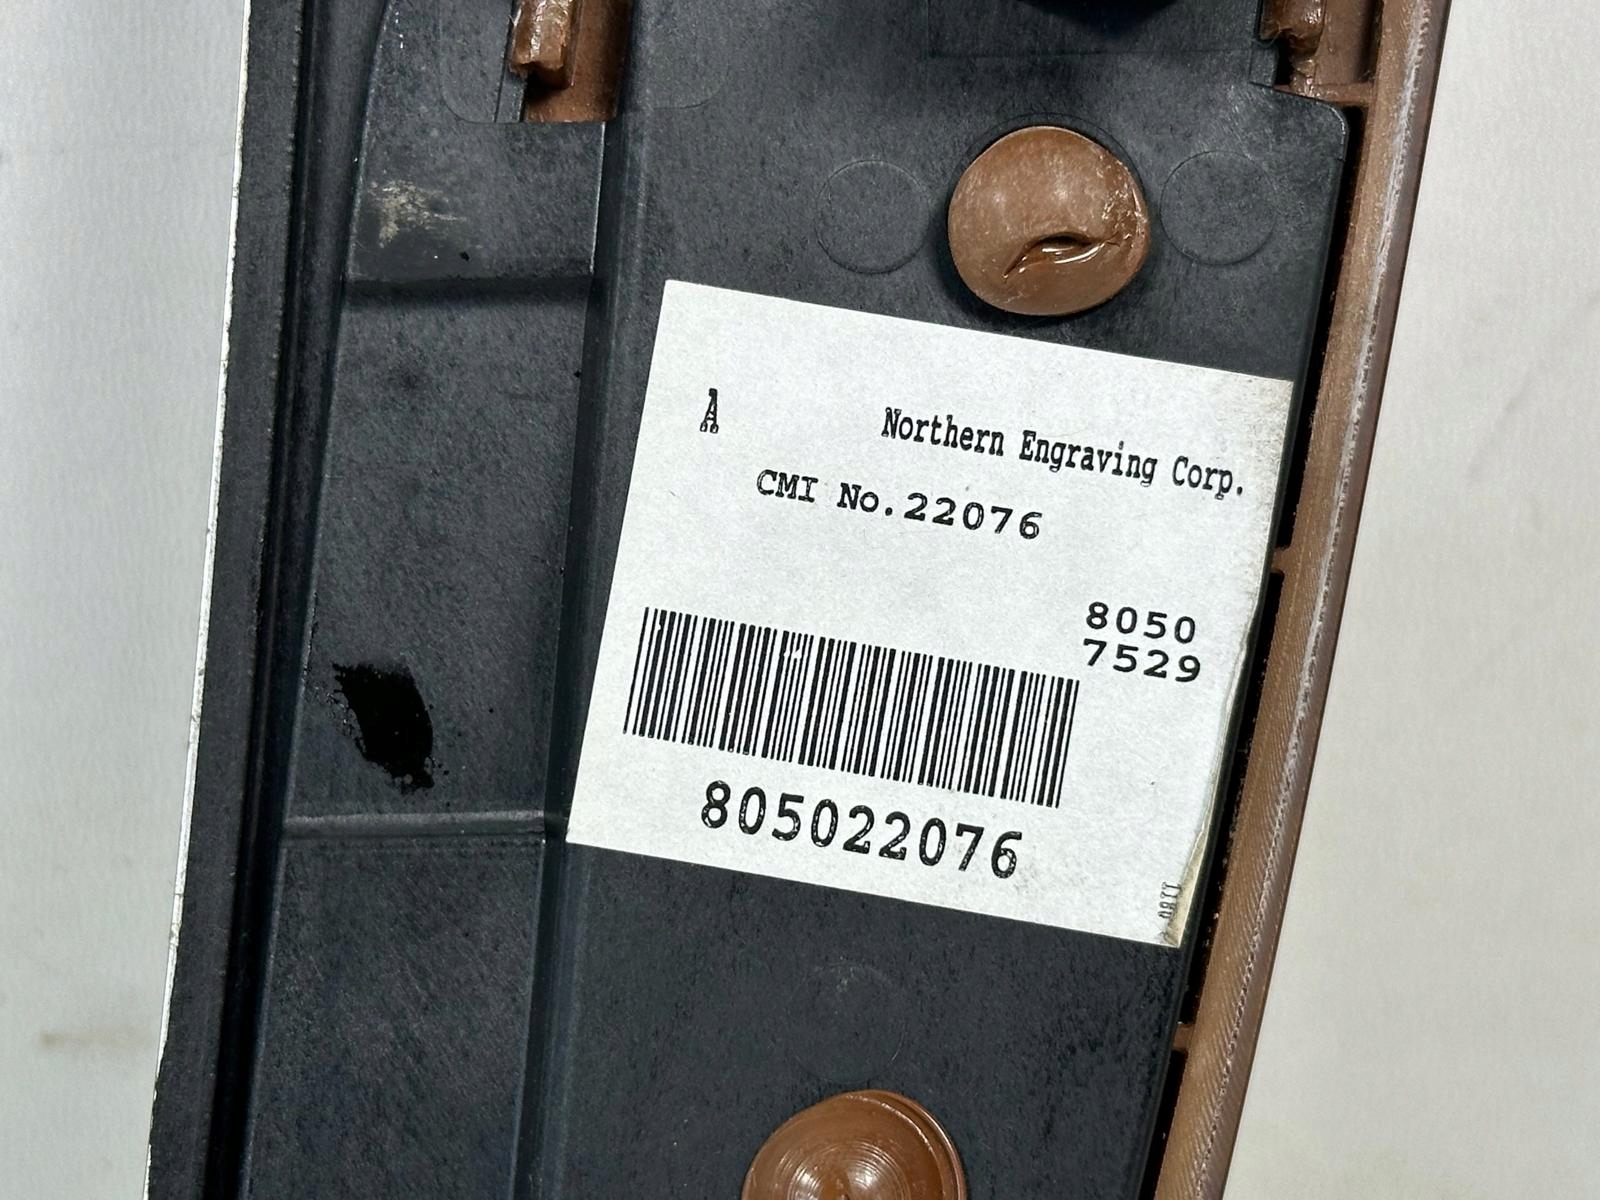 A
Northern Engraving Corp.
CMI No.22076
8050
7529
805022076